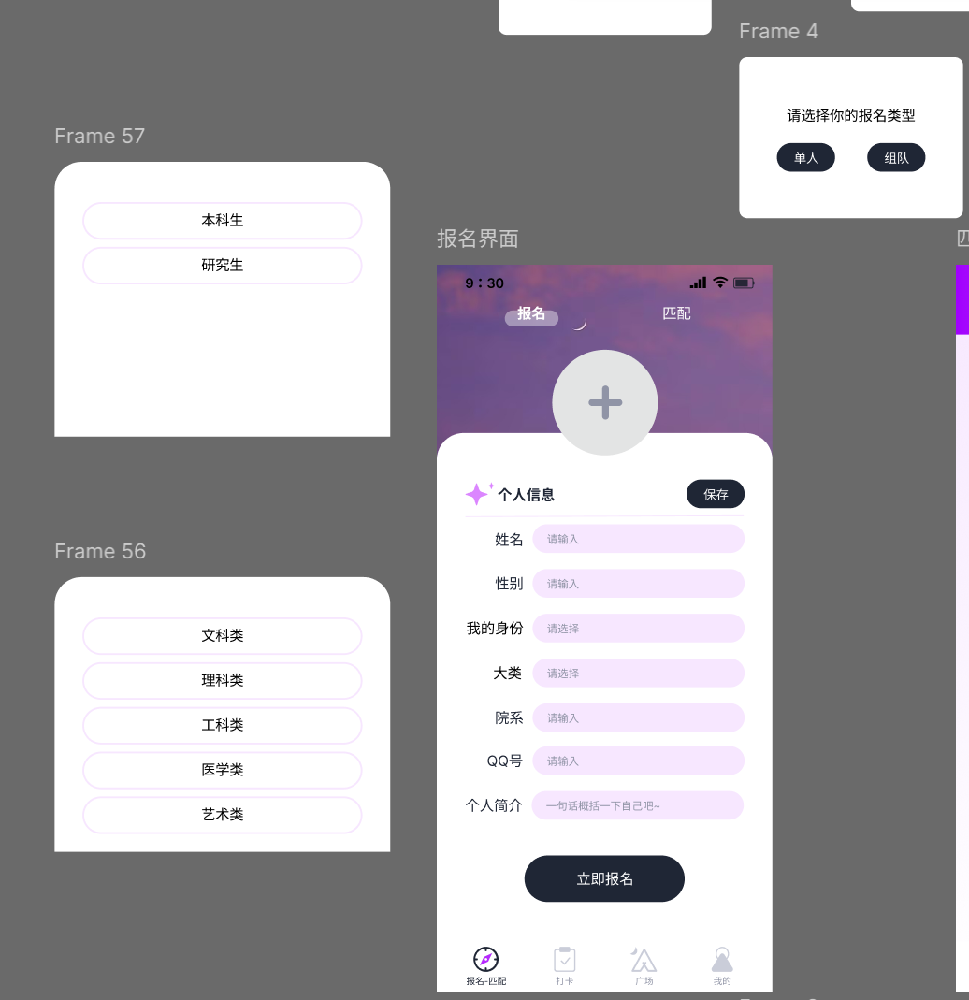 Frame 4
请选择你的报名类型
单人
组队
Frame 57
本科生
研究生
Frame 56
文科类
理科类
工科类
医学类
艺术类
报名界面
9：30
报名
匹配
个人信息
保存
姓名
请输入
性别
请输入
我的身份
请选择
大类
请选择
院系
请输入
QQ号
请输入
个人简介
一句话概括一下自己吧~
立即报名
报名-匹配
打卡
广场
我的